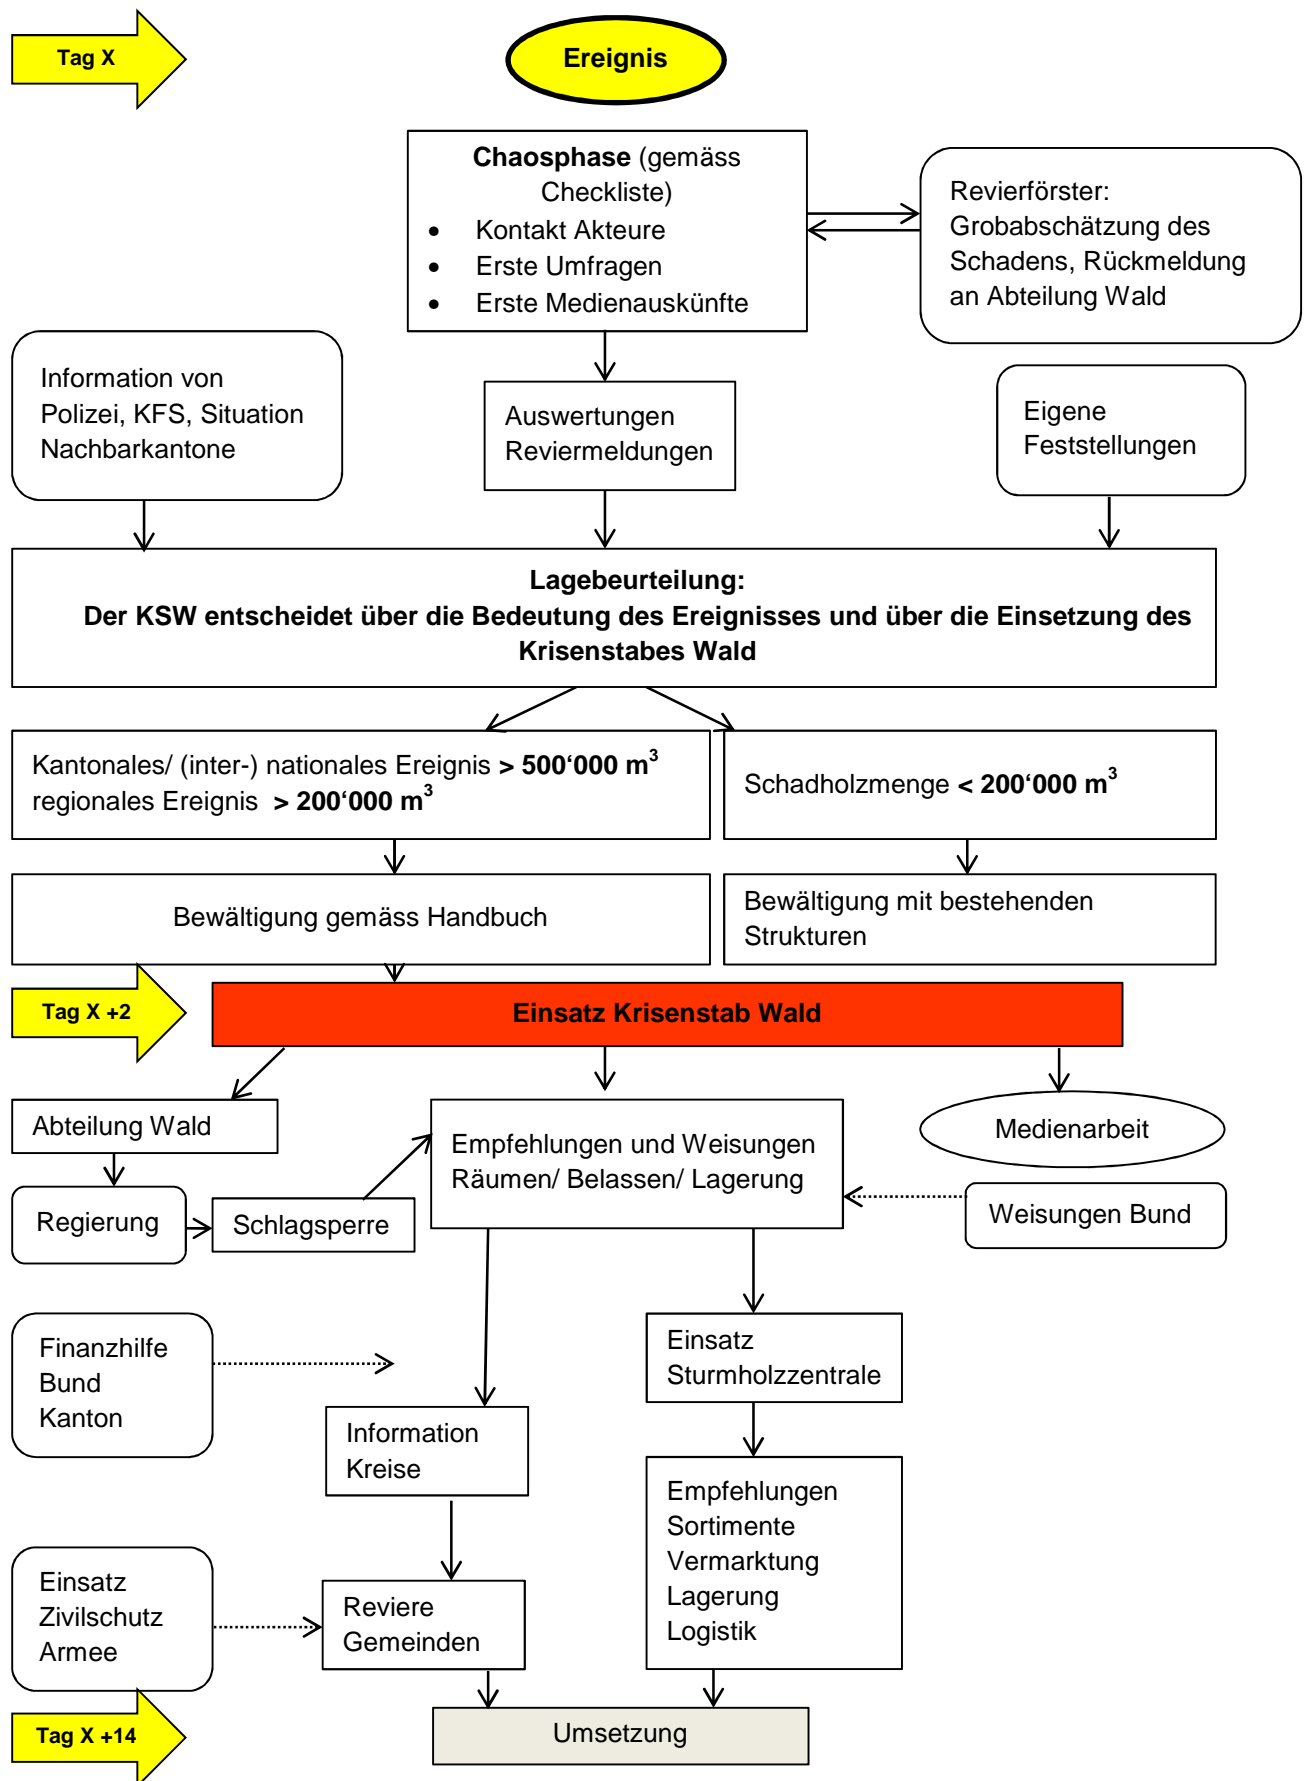 Tag X
Ereignis
Chaosphase (gemäss
Checkliste)
• Kontakt Akteure
• Erste Umfragen
• Erste Medienauskünfte
Revierförster:
Grobabschätzung des
Schadens, Rückmeldung
an Abteilung Wald
Information von
Polizei, KFS, Situation
Nachbarkantone
Auswertungen
Reviermeldungen
Eigene
Feststellungen
Lagebeurteilung:
Der KSW entscheidet über die Bedeutung des Ereignisses und über die Einsetzung des
Krisenstabes Wald
Kantonales/ (inter-) nationales Ereignis > 500‘000 m³
regionales Ereignis > 200‘000 m³
Schadholzmenge < 200‘000 m³
Bewältigung gemäss Handbuch
Bewältigung mit bestehenden
Strukturen
Tag X +2
Einsatz Krisenstab Wald
Abteilung Wald
Empfehlungen und Weisungen
Räumen/ Belassen/ Lagerung
Medienarbeit
Regierung
Schlagsperre
Weisungen Bund
Finanzhilfe
Bund
Kanton
Einsatz
Sturmholzzentrale
Information
Kreise
Empfehlungen
Sortimente
Vermarktung
Lagerung
Logistik
Einsatz
Zivilschutz
Armee
Reviere
Gemeinden
Tag X +14
Umsetzung